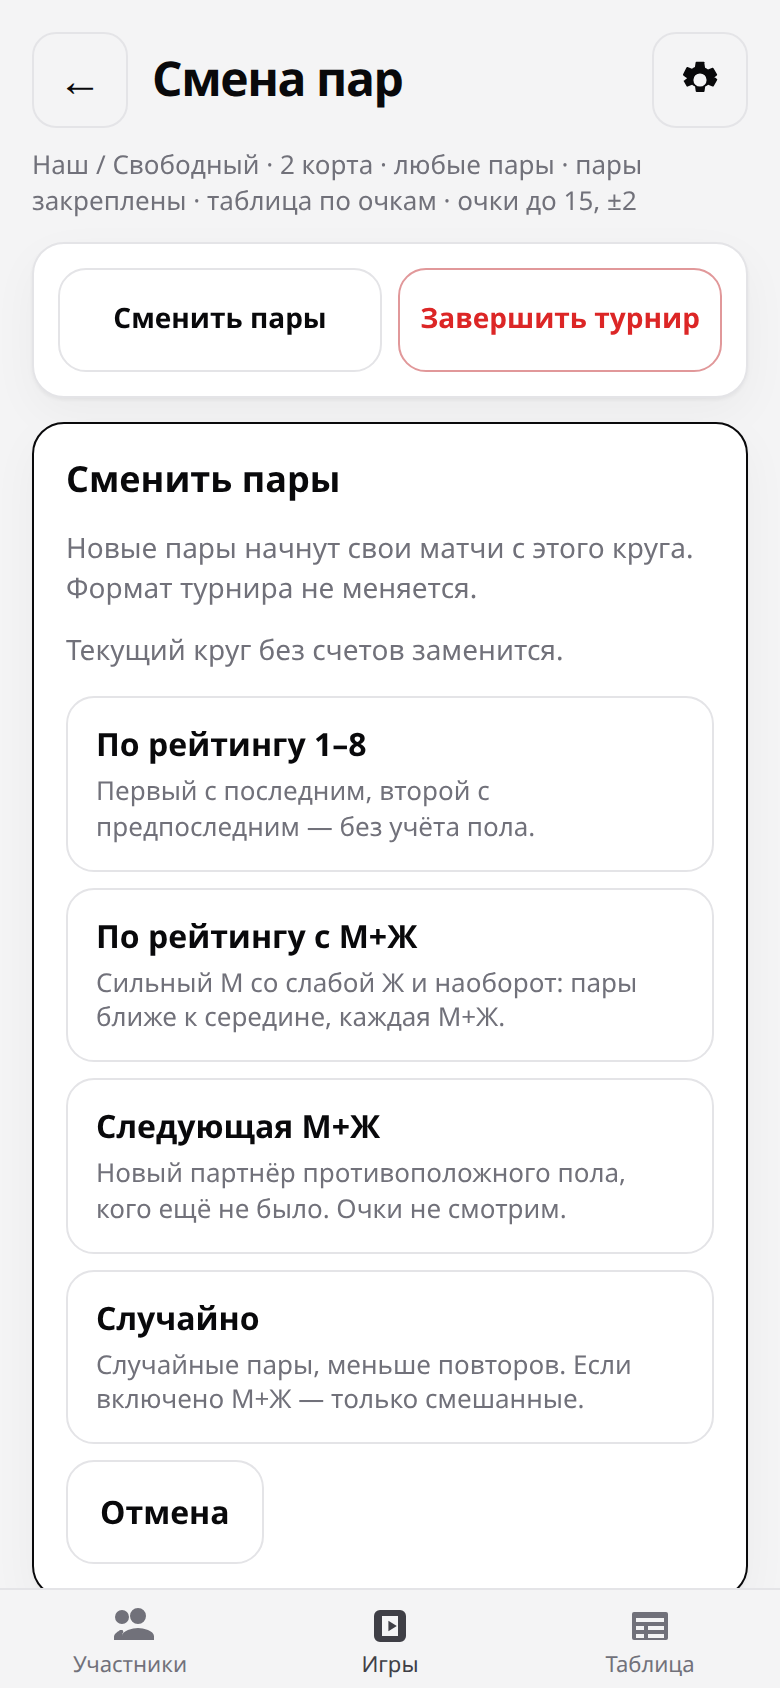 ← Смена пар
Наш / Свободный · 2 корта · любые пары · пары
закреплены · таблица по очкам · очки до 15, ±2
Сменить пары
Завершить турнир
Сменить пары
Новые пары начнут свои матчи с этого круга.
Формат турнира не меняется.
Текущий круг без счетов заменится.
По рейтингу 1–8
Первый с последним, второй с
предпоследним — без учёта пола.
По рейтингу с М+Ж
Сильный М со слабой Ж и наоборот: пары
ближе к середине, каждая М+Ж.
Следующая М+Ж
Новый партнёр противоположного пола,
кого ещё не было. Очки не смотрим.
Случайно
Случайные пары, меньше повторов. Если
включено М+Ж — только смешанные.
Отмена
Участники
Игры
Таблица